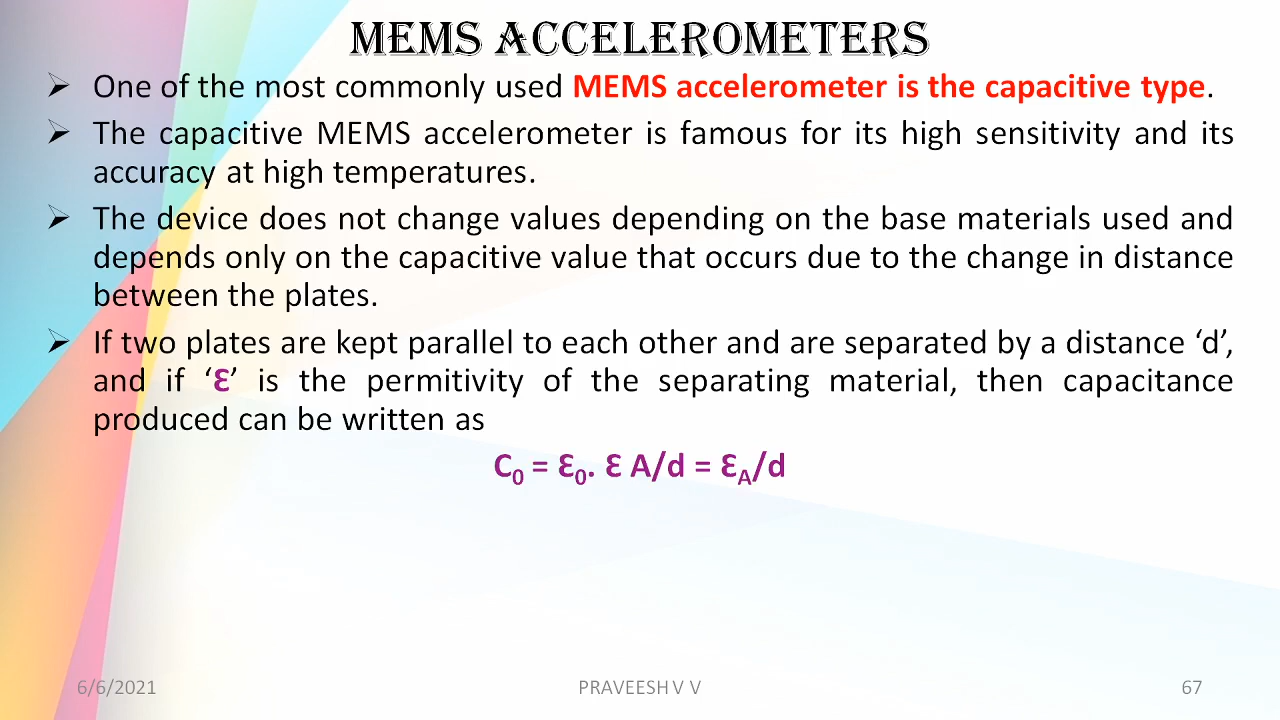 MEMS ACCELEROMETERS
➢ One of the most commonly used MEMS accelerometer is the capacitive type.
➢ The capacitive MEMS accelerometer is famous for its high sensitivity and its
accuracy at high temperatures.
➢ The device does not change values depending on the base materials used and
depends only on the capacitive value that occurs due to the change in distance
between the plates.
➢ If two plates are kept parallel to each other and are separated by a distance ‘d’,
and if ‘Ɛ’ is the permitivity of the separating material, then capacitance
produced can be written as
C₀ = Ɛ₀. Ɛ A/d = Ɛ_A/d
6/6/2021
PRAVEESH V V
67